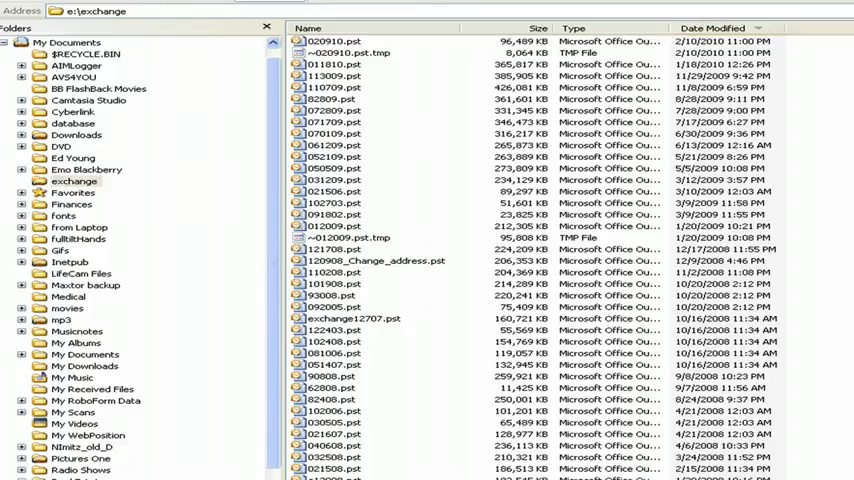 Address e:\exchange
Folders
My Documents
$RECYCLE.BIN
AIMLogger
AVS4YOU
BB FlashBack Movies
Camtasia Studio
Cyberlink
database
Downloads
DVD
Ed Young
Emo Blackberry
exchange
Favorites
Finances
fonts
from Laptop
fulltiltHands
Gifs
Inetpub
LifeCam Files
Maxtor backup
Medical
movies
mp3
Musicnotes
My Albums
My Documents
My Downloads
My Music
My Received Files
My RoboForm Data
My Scans
My Videos
My WebPosition
NImitz_old_D
Pictures One
Radio Shows
Name Size Type Date Modified
020910.pst 96,489 KB Microsoft Office Ou... 2/10/2010 11:00 PM
~020910.pst.tmp 8,064 KB TMP File 2/10/2010 11:00 PM
011810.pst 365,817 KB Microsoft Office Ou... 1/18/2010 12:26 PM
113009.pst 385,905 KB Microsoft Office Ou... 11/29/2009 9:42 PM
110709.pst 426,081 KB Microsoft Office Ou... 11/8/2009 6:59 PM
82809.pst 361,601 KB Microsoft Office Ou... 8/28/2009 9:11 PM
072809.pst 331,345 KB Microsoft Office Ou... 7/28/2009 9:00 PM
071709.pst 346,473 KB Microsoft Office Ou... 7/17/2009 6:27 PM
070109.pst 316,217 KB Microsoft Office Ou... 6/30/2009 9:36 PM
061209.pst 265,873 KB Microsoft Office Ou... 6/13/2009 12:16 AM
052109.pst 263,889 KB Microsoft Office Ou... 5/21/2009 8:26 PM
050509.pst 273,809 KB Microsoft Office Ou... 5/5/2009 10:08 PM
031209.pst 234,129 KB Microsoft Office Ou... 3/12/2009 3:57 PM
021506.pst 89,297 KB Microsoft Office Ou... 3/10/2009 12:03 AM
102703.pst 51,601 KB Microsoft Office Ou... 3/9/2009 11:58 PM
091802.pst 23,825 KB Microsoft Office Ou... 3/9/2009 11:55 PM
012009.pst 212,305 KB Microsoft Office Ou... 1/20/2009 10:21 PM
~012009.pst.tmp 95,808 KB TMP File 1/20/2009 10:08 PM
121708.pst 224,209 KB Microsoft Office Ou... 12/17/2008 11:55 PM
120908_Change_address.pst 206,353 KB Microsoft Office Ou... 12/9/2008 4:46 PM
110208.pst 204,369 KB Microsoft Office Ou... 11/2/2008 11:08 PM
101908.pst 214,289 KB Microsoft Office Ou... 10/16/2008 2:12 PM
93008.pst 220,241 KB Microsoft Office Ou... 10/16/2008 2:12 PM
092005.pst 75,409 KB Microsoft Office Ou... 10/16/2008 2:12 PM
exchange12707.pst 160,721 KB Microsoft Office Ou... 10/16/2008 11:34 AM
122403.pst 55,569 KB Microsoft Office Ou... 10/16/2008 11:34 AM
102408.pst 154,769 KB Microsoft Office Ou... 10/16/2008 11:34 AM
081006.pst 119,057 KB Microsoft Office Ou... 10/16/2008 11:34 AM
051407.pst 132,945 KB Microsoft Office Ou... 10/16/2008 11:34 AM
90808.pst 259,921 KB Microsoft Office Ou... 9/8/2008 10:23 PM
62808.pst 11,425 KB Microsoft Office Ou... 9/7/2008 11:56 AM
82408.pst 250,001 KB Microsoft Office Ou... 8/24/2008 9:37 PM
102006.pst 101,201 KB Microsoft Office Ou... 4/21/2008 12:03 AM
030505.pst 65,489 KB Microsoft Office Ou... 4/21/2008 12:03 AM
021607.pst 128,977 KB Microsoft Office Ou... 4/21/2008 12:03 AM
040608.pst 236,113 KB Microsoft Office Ou... 4/6/2008 10:33 PM
032508.pst 210,321 KB Microsoft Office Ou... 3/24/2008 11:52 PM
021508.pst 186,513 KB Microsoft Office Ou... 2/15/2008 11:34 PM